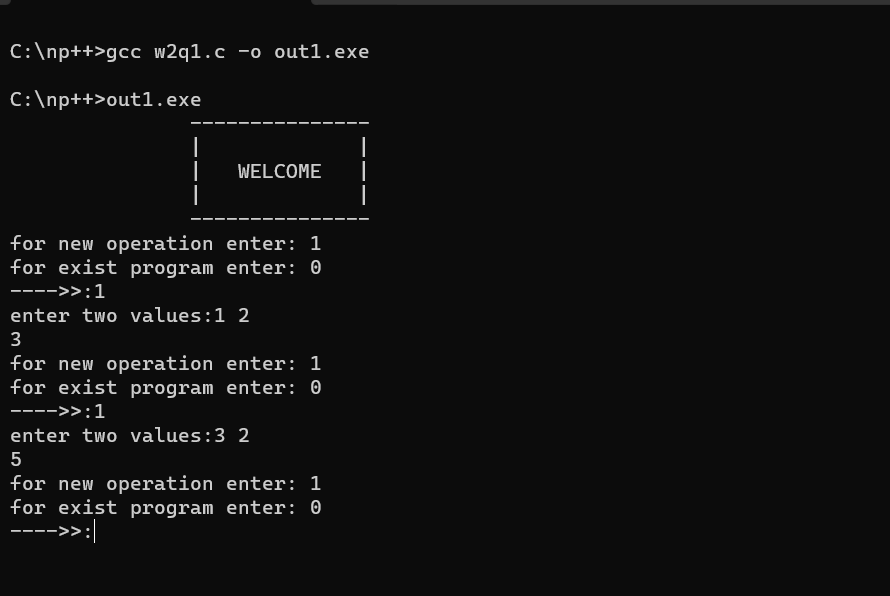 C:\np++>gcc w2q1.c -o out1.exe
C:\np++>out1.exe
---------------
|             |
|   WELCOME   |
|             |
---------------
for new operation enter: 1
for exist program enter: 0
---->>:1
enter two values:1 2
3
for new operation enter: 1
for exist program enter: 0
---->>:1
enter two values:3 2
5
for new operation enter: 1
for exist program enter: 0
---->>: